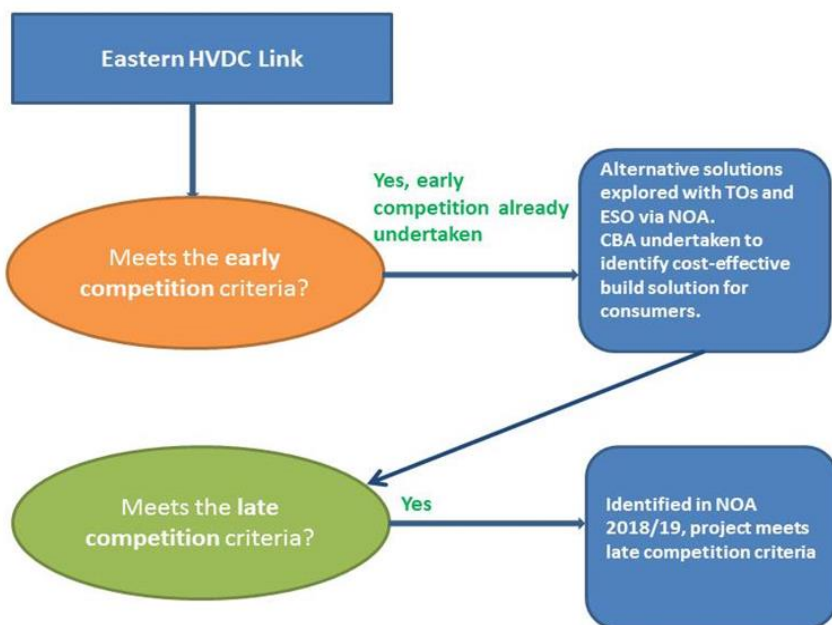 Eastern HVDC Link
Yes, early
competition already
undertaken
Meets the early
competition criteria?
Alternative solutions
explored with TOs and
ESO via NOA.
CBA undertaken to
identify cost-effective
build solution for
consumers.
Meets the late
competition criteria?
Yes
Identified in NOA
2018/19, project meets
late competition criteria